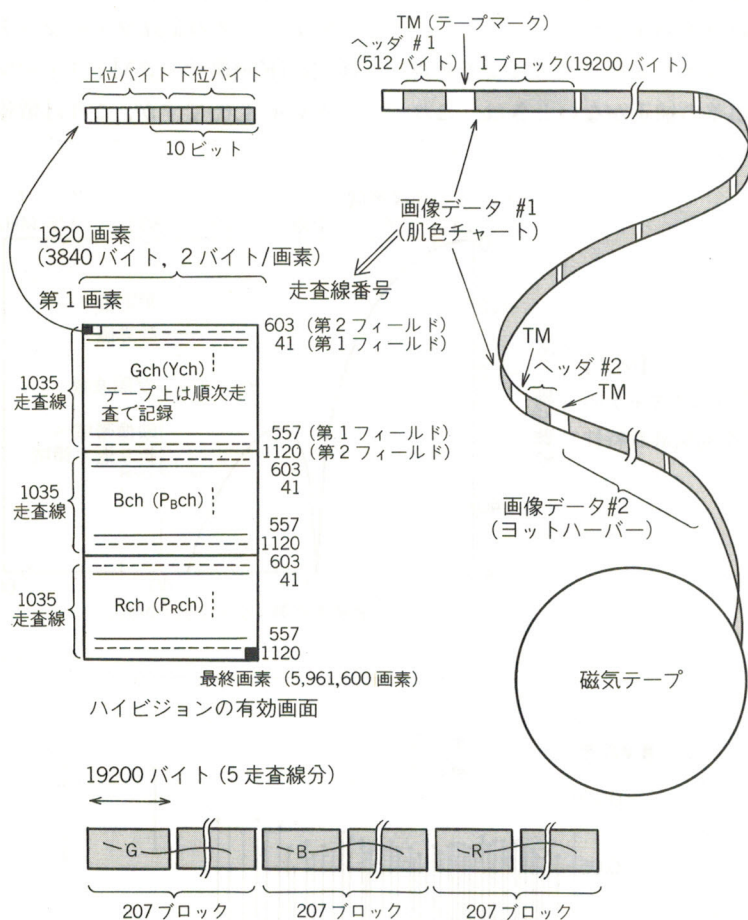 TM (テープマーク)
ヘッダ #1
(512 バイト)
1 ブロック(19200 バイト)
上位バイト 下位バイト
10 ビット
画像データ #1
(肌色チャート)
1920 画素
(3840 バイト, 2 バイト/画素)
第 1 画素
走査線番号
603 (第 2 フィールド)
41 (第 1 フィールド)
Gch(Ych)
テープ上は順次走
査で記録
1035
走査線
557 (第 1 フィールド)
1120 (第 2 フィールド)
603
41
Bch (PBch)
1035
走査線
557
1120
603
41
Rch (PRch)
1035
走査線
557
1120
最終画素 (5,961,600 画素)
ハイビジョンの有効画面
TM
ヘッダ #2
TM
画像データ#2
(ヨットハーバー)
磁気テープ
19200 バイト (5 走査線分)
G
B
R
207 ブロック
207 ブロック
207 ブロック